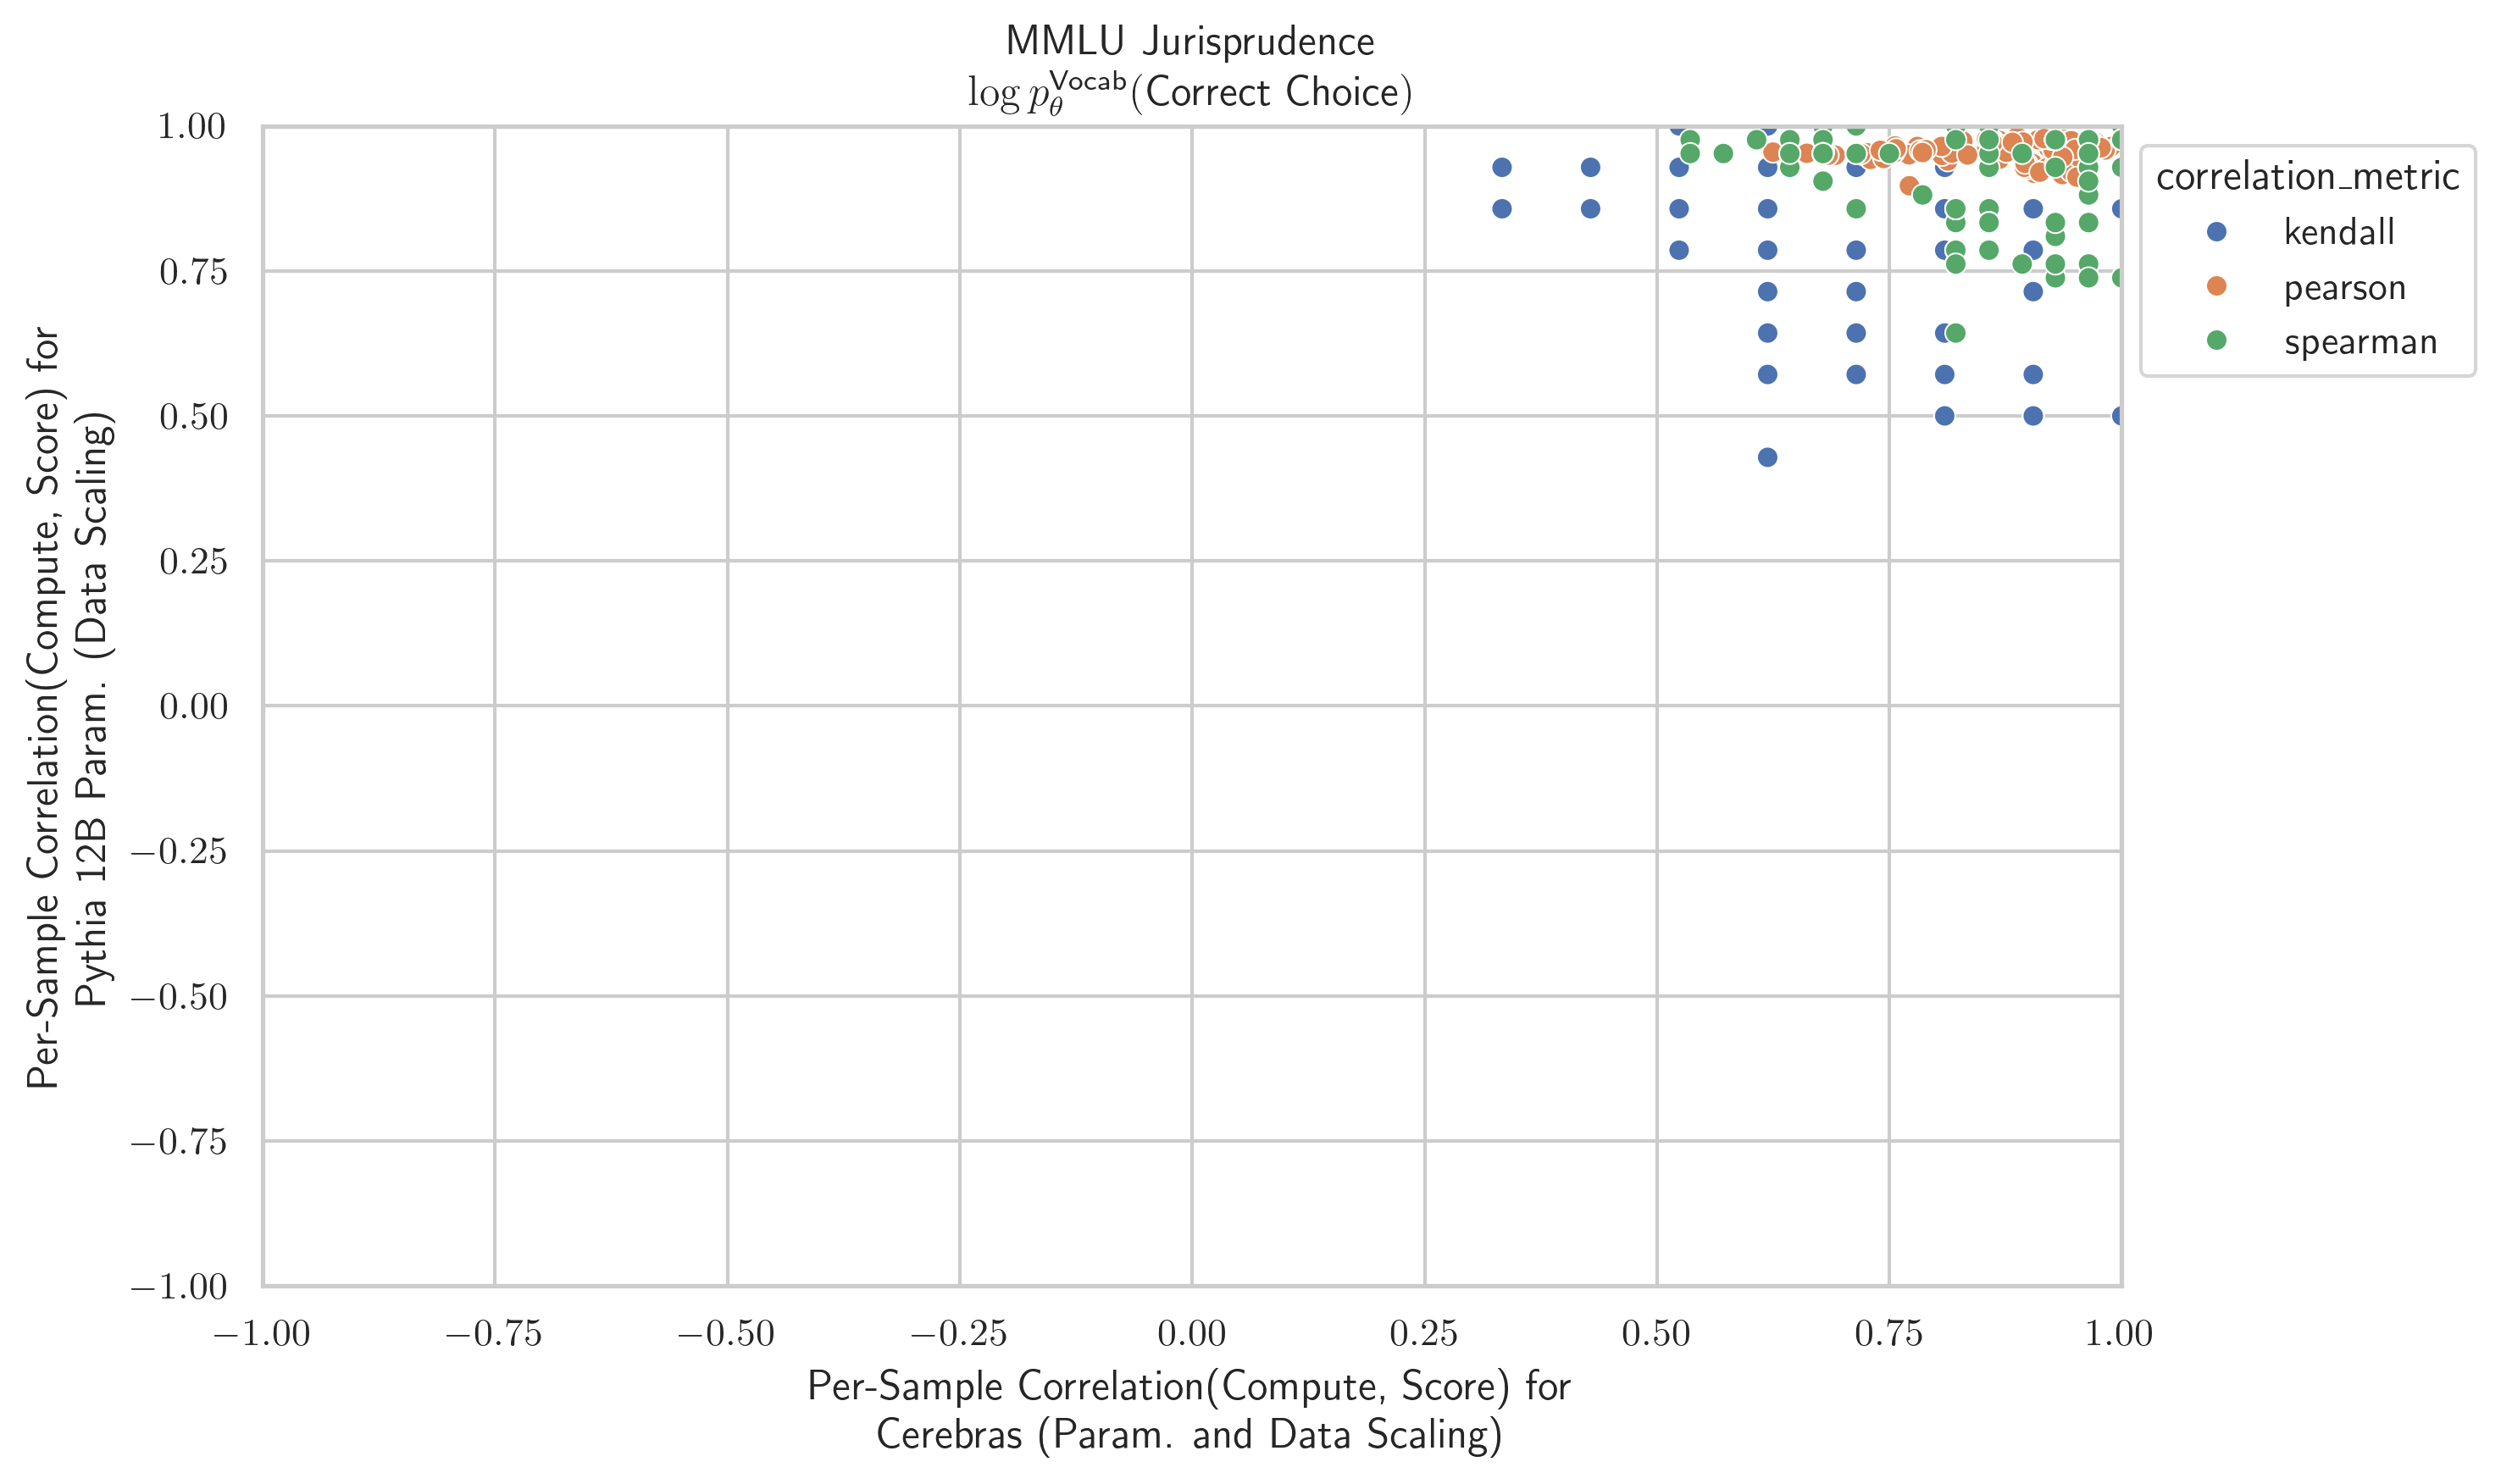 MMLU Jurisprudence
log p_θ^Vocab(Correct Choice)
Per-Sample Correlation(Compute, Score) for
Pythia 12B Param. (Data Scaling)
1.00
0.75
0.50
0.25
0.00
−0.25
−0.50
−0.75
−1.00
correlation_metric
kendall
pearson
spearman
−1.00
−0.75
−0.50
−0.25
0.00
0.25
0.50
0.75
1.00
Per-Sample Correlation(Compute, Score) for
Cerebras (Param. and Data Scaling)